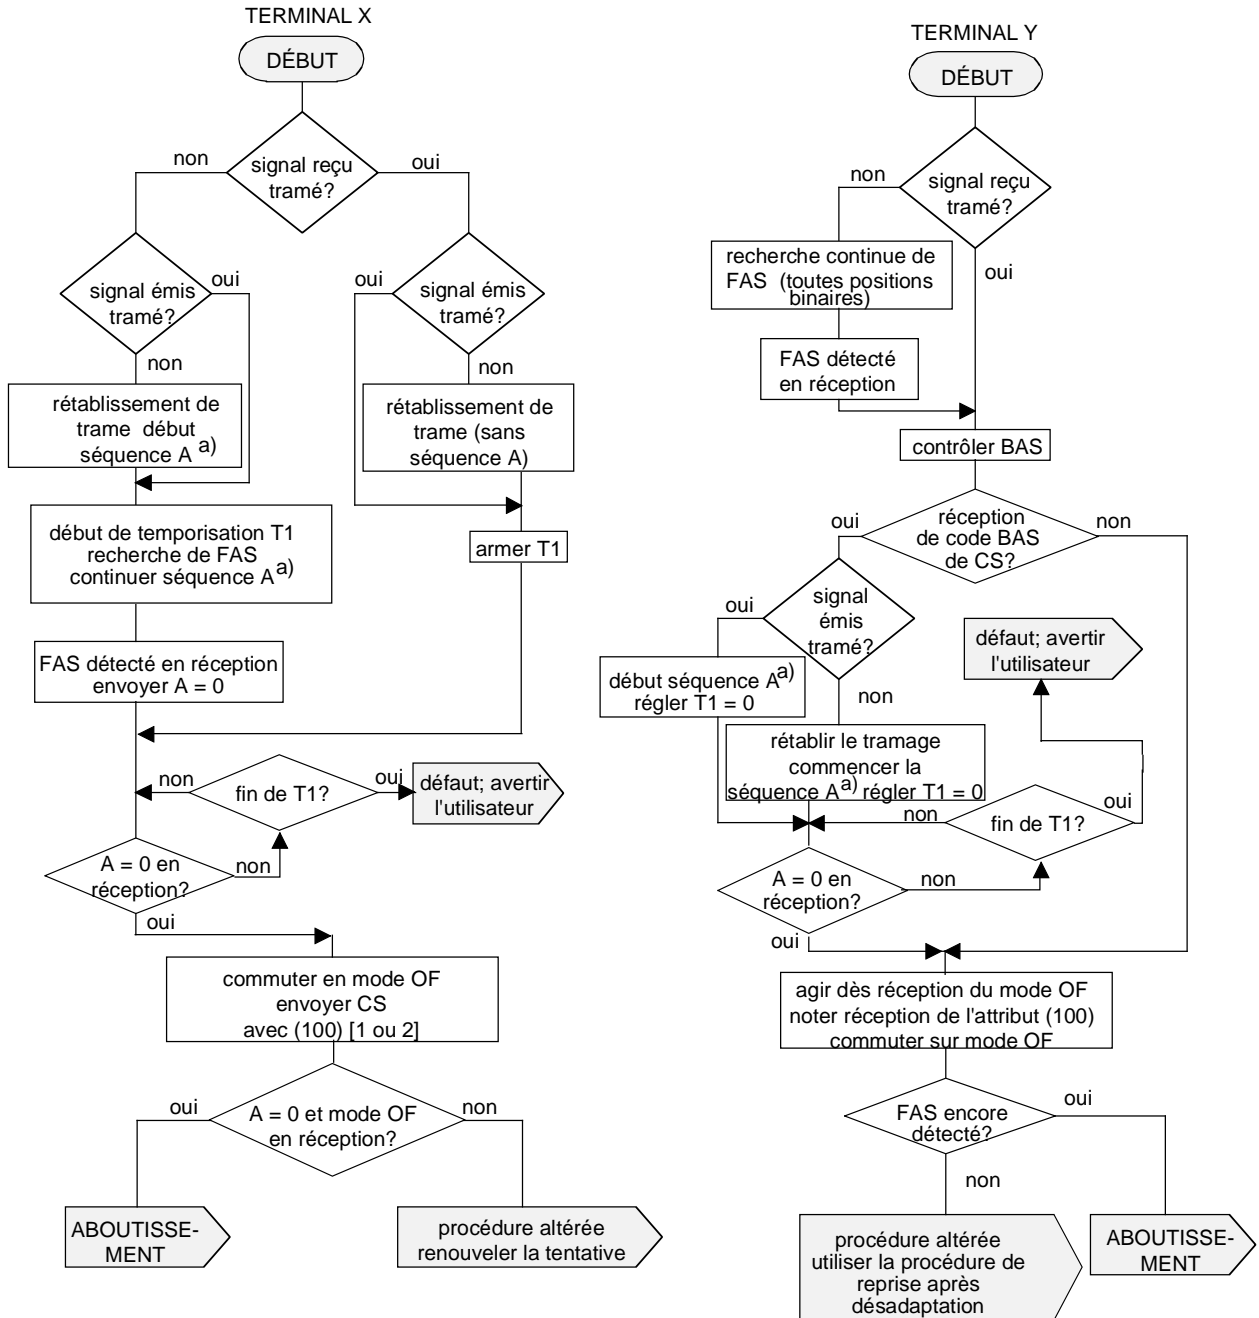 TERMINAL X
DÉBUT
signal reçu
tramé?
non
oui
signal émis
tramé?
oui
non
signal émis
tramé?
oui
non
rétablissement de
trame début
séquence A a)
rétablissement de
trame (sans
séquence A)
début de temporisation T1
recherche de FAS
continuer séquence A a)
armer T1
FAS détecté en réception
envoyer A = 0
non
fin de T1?
oui
défaut; avertir
l'utilisateur
A = 0 en
réception?
non
oui
commuter en mode OF
envoyer CS
avec (100) [1 ou 2]
oui
A = 0 et mode OF
en réception?
non
ABOUTISSE-
MENT
procédure altérée
renouveler la tentative
TERMINAL Y
DÉBUT
signal reçu
tramé?
non
oui
recherche continue de
FAS (toutes positions
binaires)
FAS détecté
en réception
contrôler BAS
oui
réception
de code BAS
de CS?
non
oui
signal
émis
tramé?
non
défaut; avertir
l'utilisateur
début séquence A a)
régler T1 = 0
rétablir le tramage
commencer la
séquence A a) régler T1 = 0
non
fin de T1?
oui
A = 0 en
réception?
non
oui
agir dès réception du mode OF
noter réception de l'attribut (100)
commuter sur mode OF
FAS encore
détecté?
oui
non
procédure altérée
utiliser la procédure de
reprise après
désadaptation
ABOUTISSE-
MENT